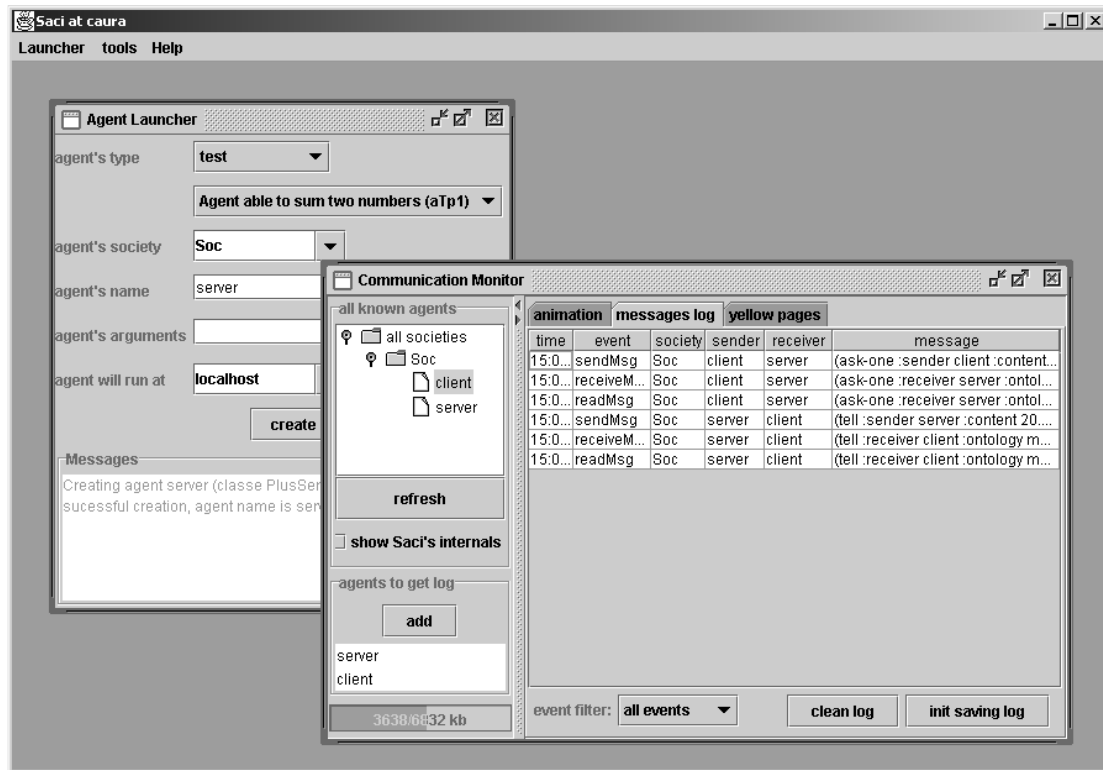 Saci at caura
Launcher tools Help
Agent Launcher
agent's type test
Agent able to sum two numbers (aTp1)
agent's society Soc
agent's name server
agent's arguments
agent will run at localhost
create
Messages
Creating agent server (classe PlusSer
sucessful creation, agent name is ser
Communication Monitor
all known agents
all societies
Soc
client
server
refresh
show Saci's internals
agents to get log
add
server
client
3638/6832 kb
animation messages log yellow pages
time event society sender receiver message
15:0... sendMsg Soc client server (ask-one :sender client :content...
15:0... receiveM... Soc client server (ask-one :receiver server :ontol...
15:0... readMsg Soc client server (ask-one :receiver server :ontol...
15:0... sendMsg Soc server client (tell :sender server :content 20....
15:0... receiveM... Soc server client (tell :receiver client :ontology m...
15:0... readMsg Soc server client (tell :receiver client :ontology m...
event filter: all events clean log init saving log